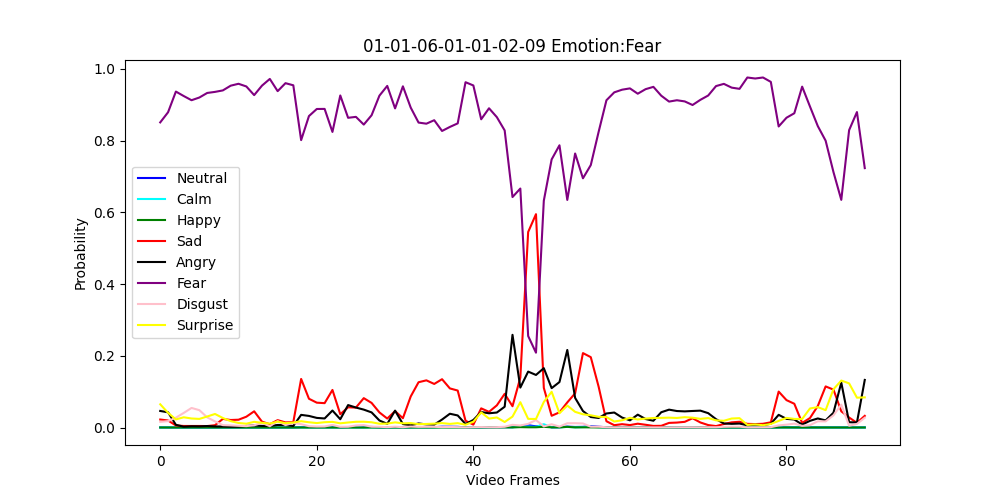 01-01-06-01-01-02-09 Emotion:Fear
Probability
1.0
0.8
0.6
0.4
0.2
0.0
Neutral
Calm
Happy
Sad
Angry
Fear
Disgust
Surprise
0 20 40 60 80
Video Frames